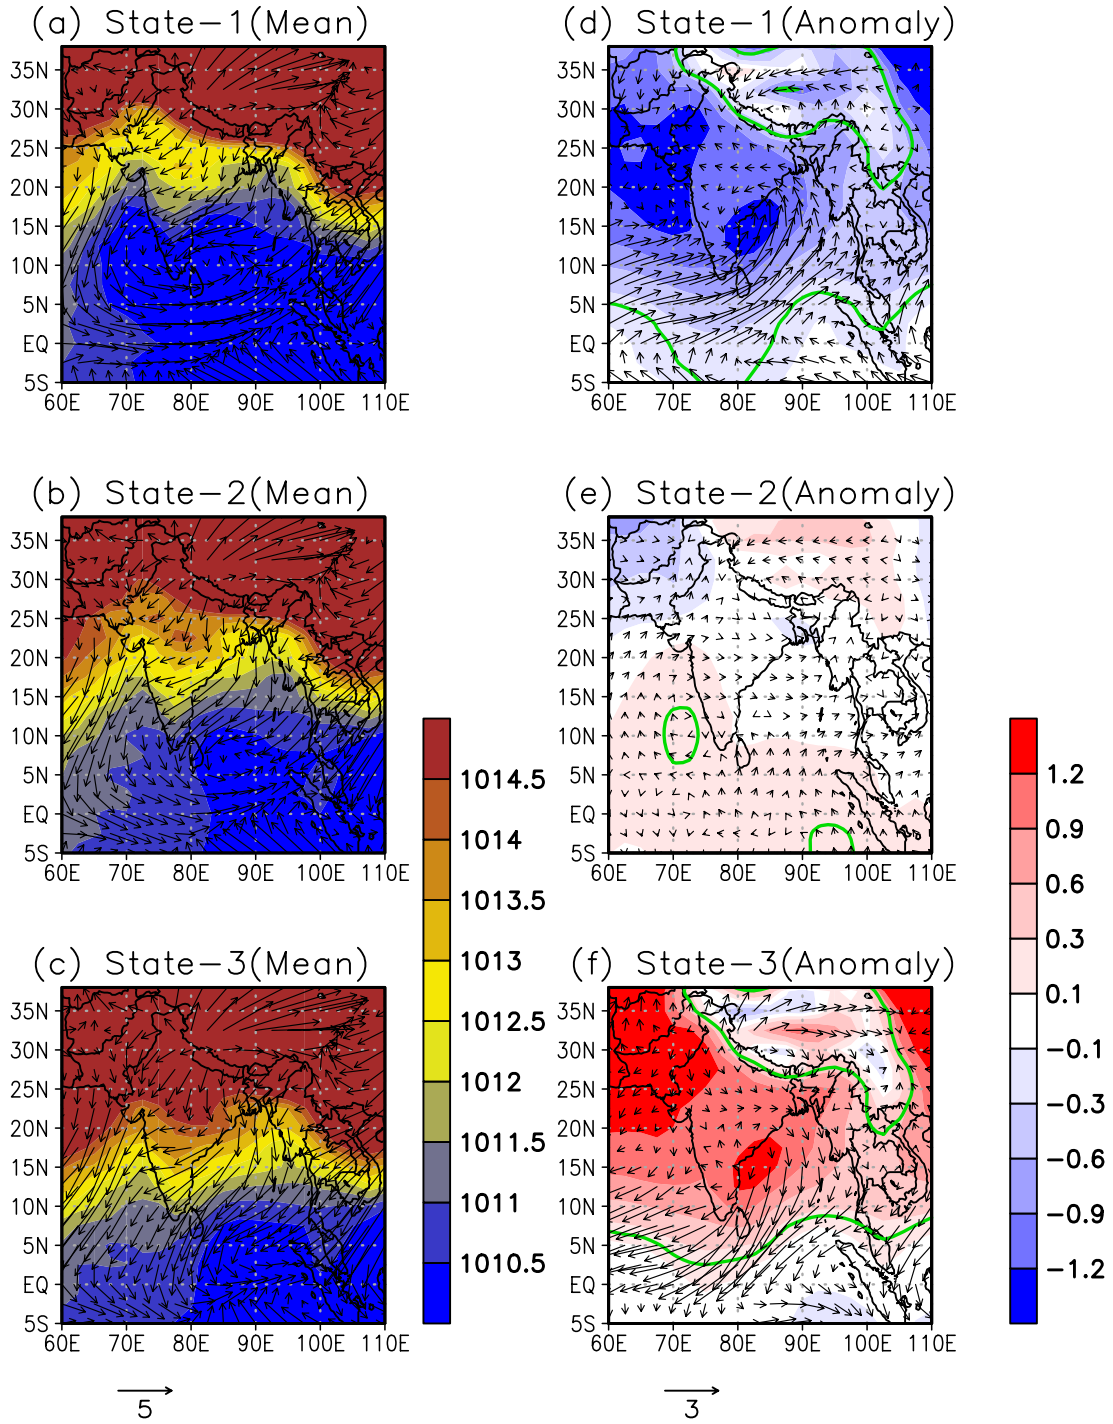 (a) State-1(Mean)
35N
30N
25N
20N
15N
10N
5N
EQ
5S
60E 70E 80E 90E 100E 110E
(d) State-1(Anomaly)
35N
30N
25N
20N
15N
10N
5N
EQ
5S
60E 70E 80E 90E 100E 110E
(b) State-2(Mean)
35N
30N
25N
20N
15N
10N
5N
EQ
5S
60E 70E 80E 90E 100E 110E
(e) State-2(Anomaly)
35N
30N
25N
20N
15N
10N
5N
EQ
5S
60E 70E 80E 90E 100E 110E
(c) State-3(Mean)
35N
30N
25N
20N
15N
10N
5N
EQ
5S
60E 70E 80E 90E 100E 110E
5
1014.5
1014
1013.5
1013
1012.5
1012
1011.5
1011
1010.5
(f) State-3(Anomaly)
35N
30N
25N
20N
15N
10N
5N
EQ
5S
60E 70E 80E 90E 100E 110E
3
1.2
0.9
0.6
0.3
0.1
-0.1
-0.3
-0.6
-0.9
-1.2